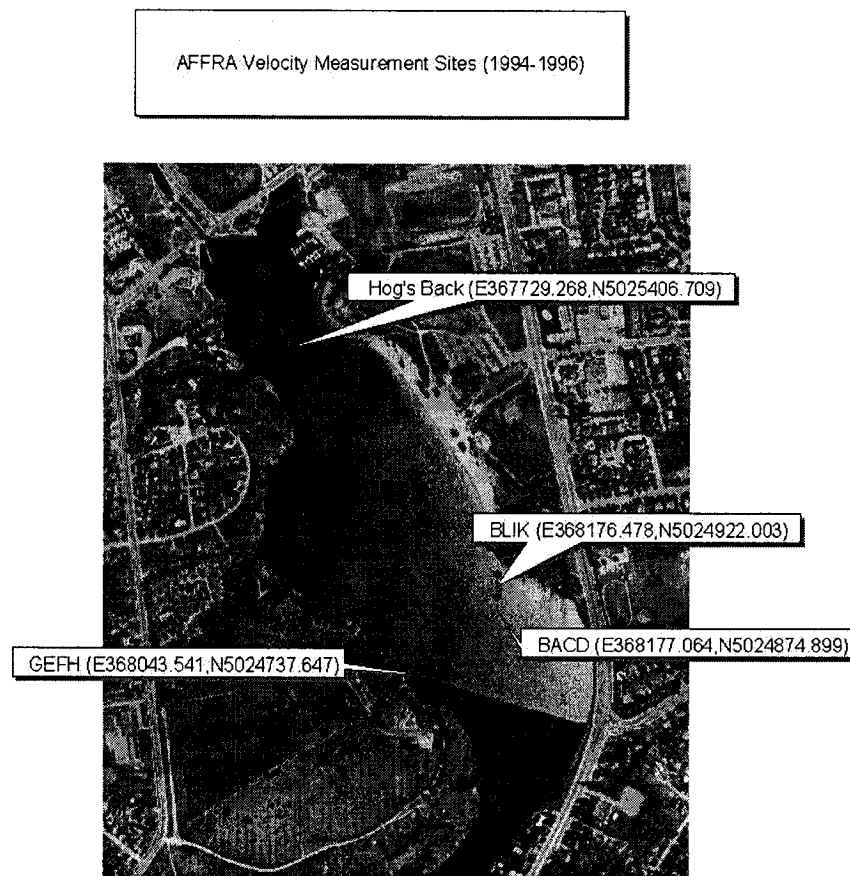 AFFRA Velocity Measurement Sites (1994-1996)
Hog's Back (E367729.268,N5025406.709)
BLIK (E368176.478,N5024922.003)
BACD (E368177.064,N5024874.899)
GEFH (E368043.541,N5024737.647)